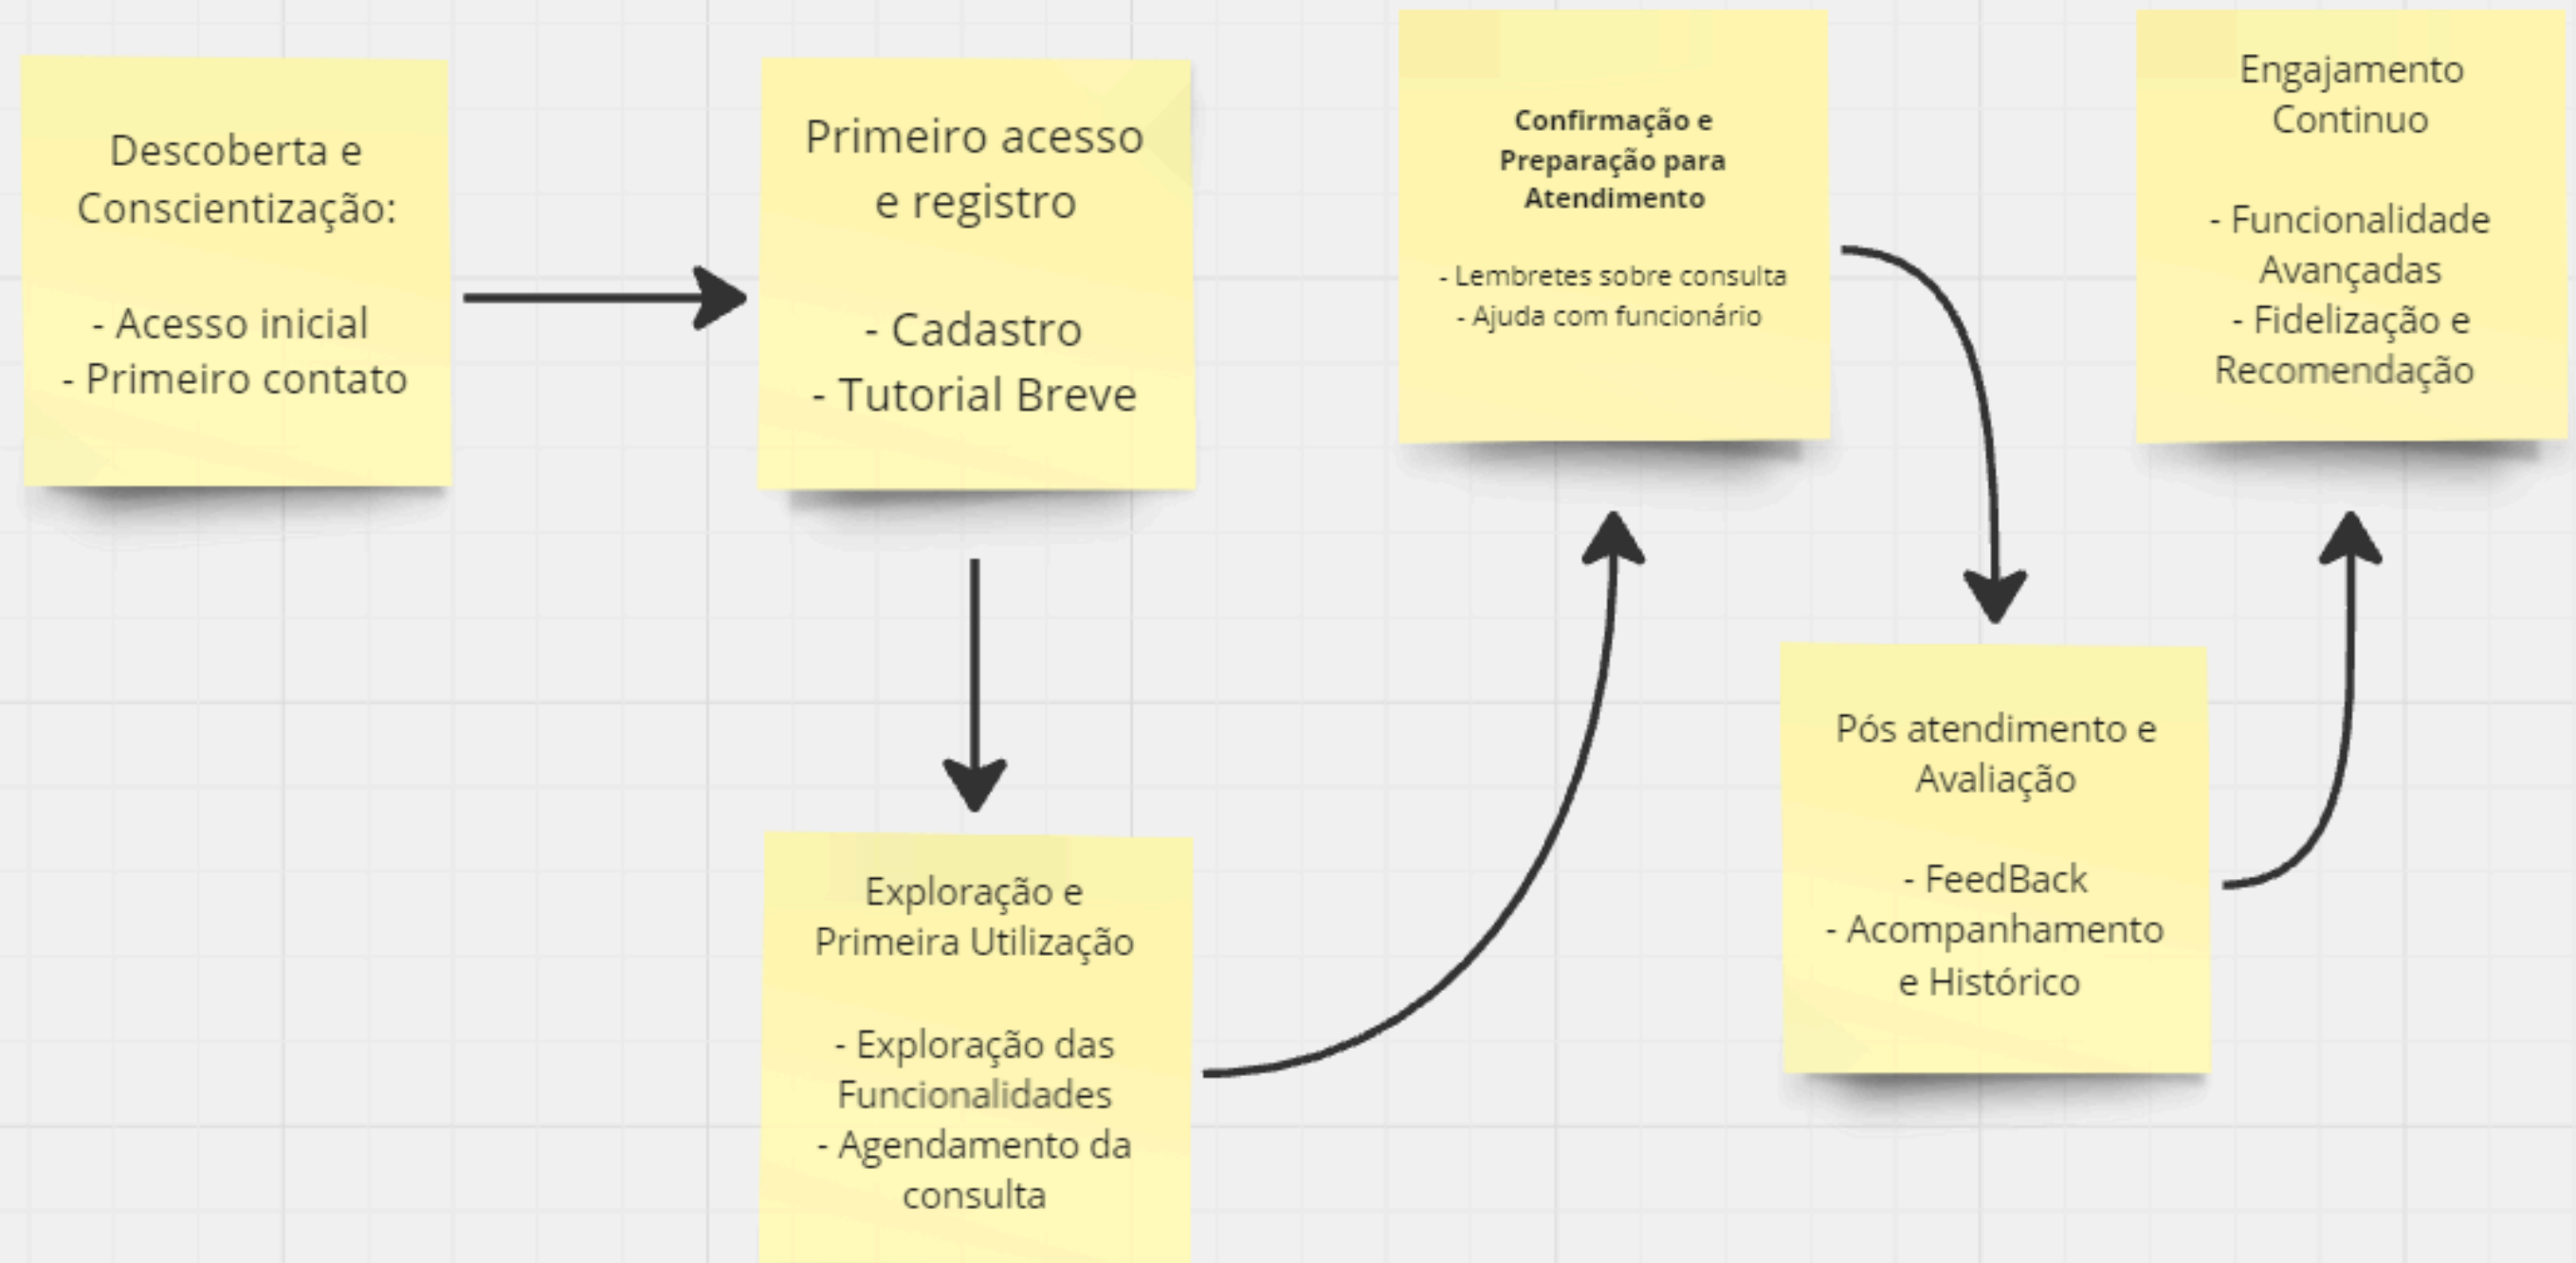 Descoberta e
Conscientização:
- Acesso inicial
- Primeiro contato
Primeiro acesso
e registro
- Cadastro
- Tutorial Breve
Exploração e
Primeira Utilização
- Exploração das
Funcionalidades
- Agendamento da
consulta
Confirmação e
Preparação para
Atendimento
- Lembretes sobre consulta
- Ajuda com funcionário
Pós atendimento e
Avaliação
- FeedBack
- Acompanhamento
e Histórico
Engajamento
Continuo
- Funcionalidade
Avançadas
- Fidelização e
Recomendação